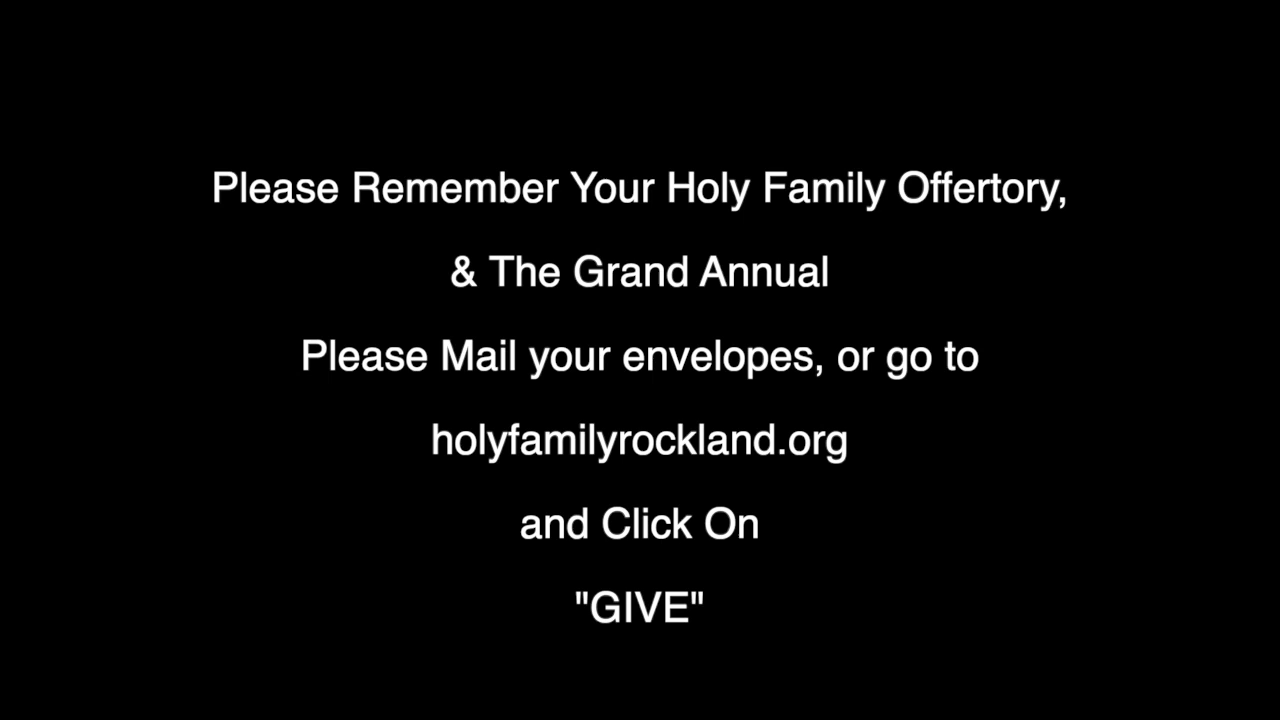 Please Remember Your Holy Family Offertory,
& The Grand Annual
Please Mail your envelopes, or go to
holyfamilyrockland.org
and Click On
"GIVE"